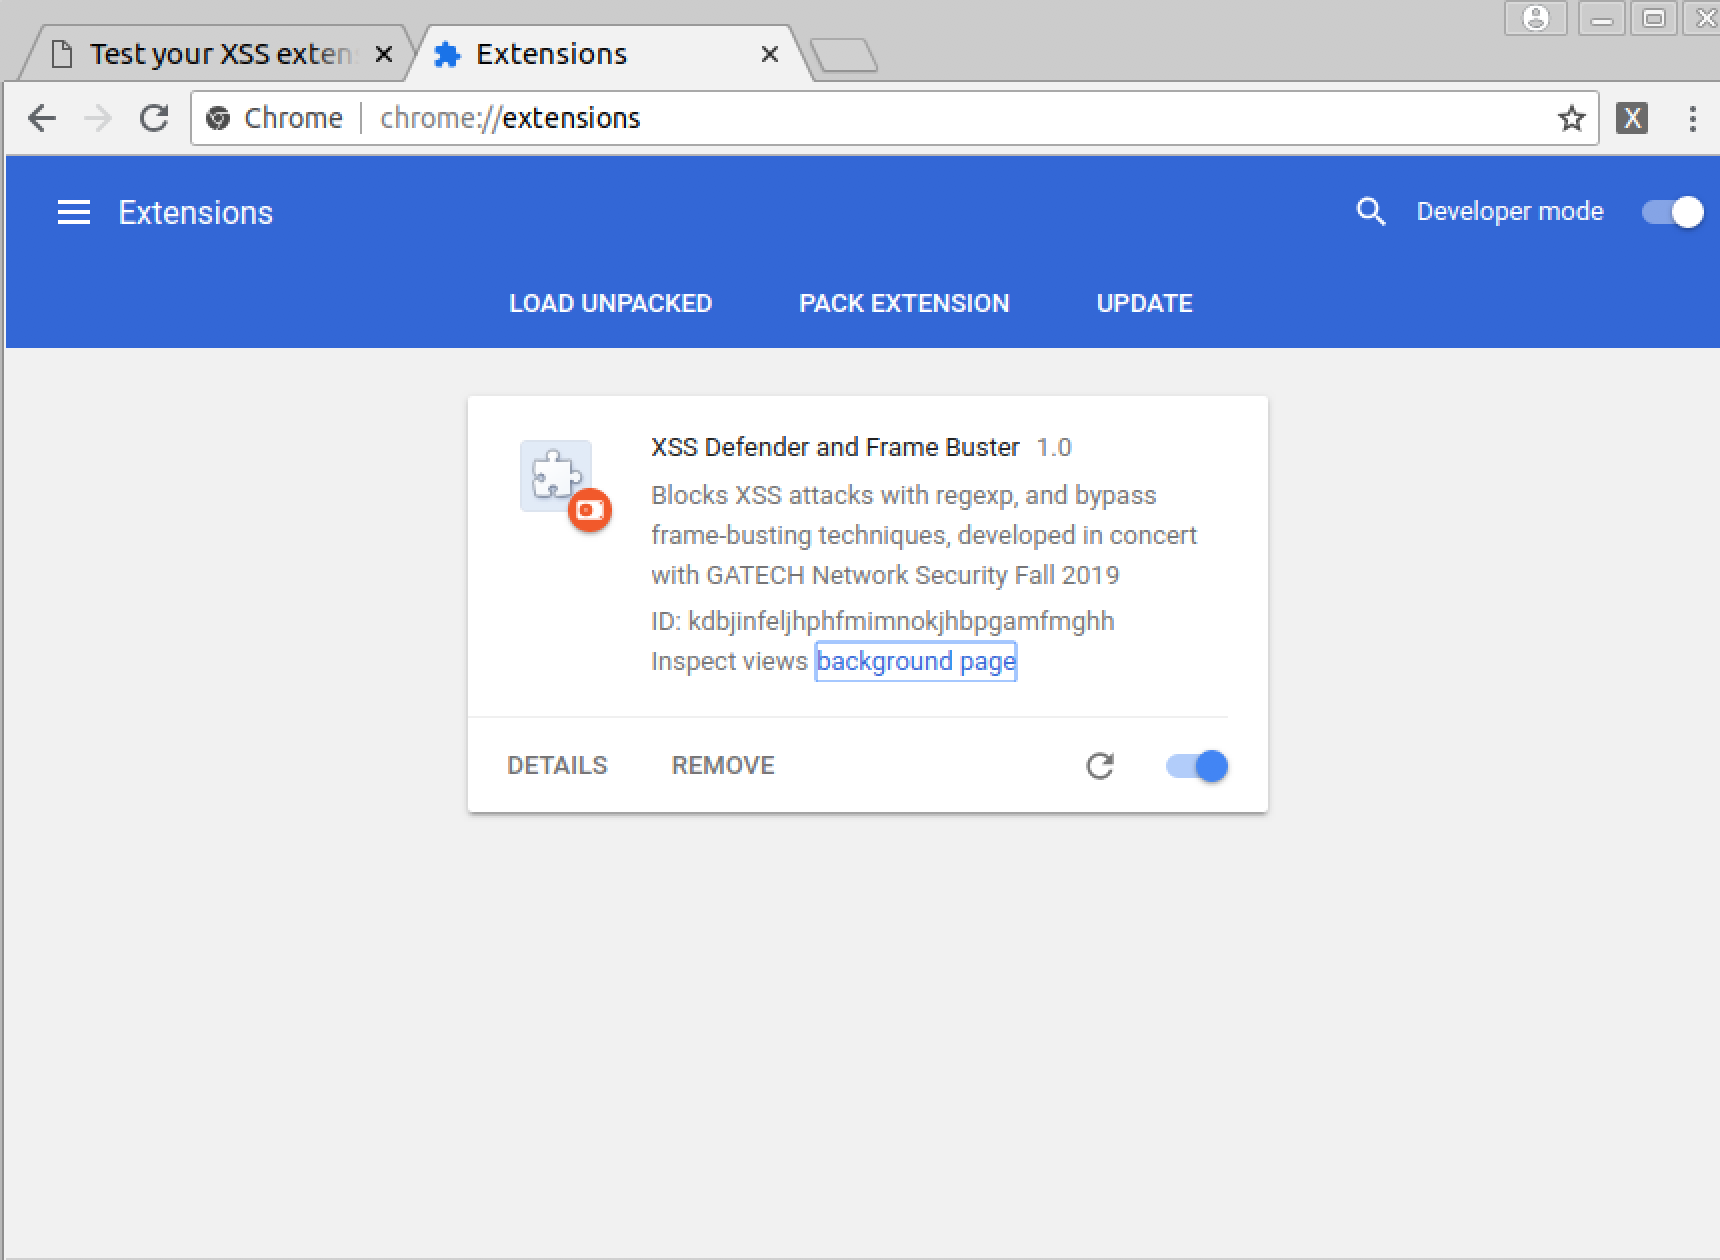 Test your XSS exten
Extensions
Chrome
chrome://extensions
X
Extensions
Developer mode
LOAD UNPACKED
PACK EXTENSION
UPDATE
XSS Defender and Frame Buster 1.0
Blocks XSS attacks with regexp, and bypass
frame-busting techniques, developed in concert
with GATECH Network Security Fall 2019
ID: kdbjinfeljhphfmimnokjhbpgamfmghh
Inspect views background page
DETAILS
REMOVE